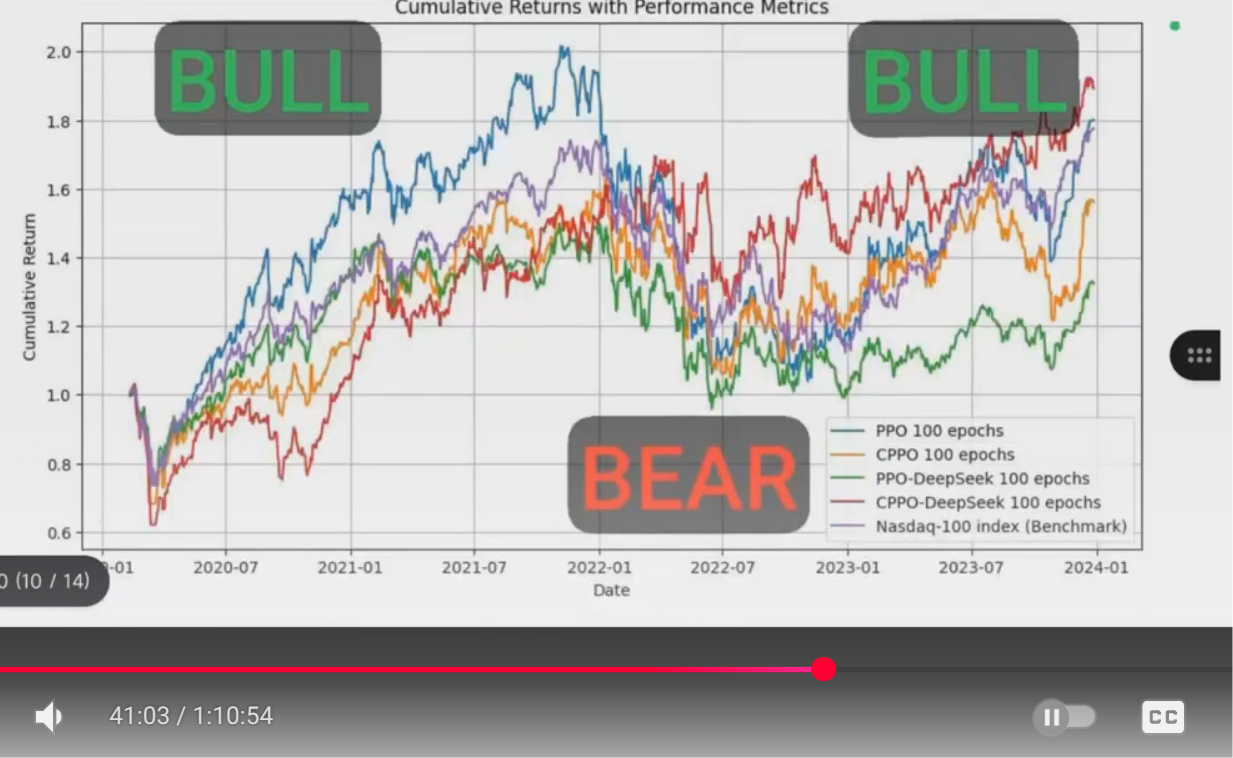 Cumulative Returns with Performance Metrics
BULL
BULL
2.0
1.8
1.6
1.4
1.2
1.0
0.8
0.6
Cumulative Return
BEAR
PPO 100 epochs
CPPO 100 epochs
PPO-DeepSeek 100 epochs
CPPO-DeepSeek 100 epochs
Nasdaq-100 index (Benchmark)
0-01 2020-07 2021-01 2021-07 2022-01 2022-07 2023-01 2023-07 2024-01
Date
0 (10 / 14)
41:03 / 1:10:54
CC